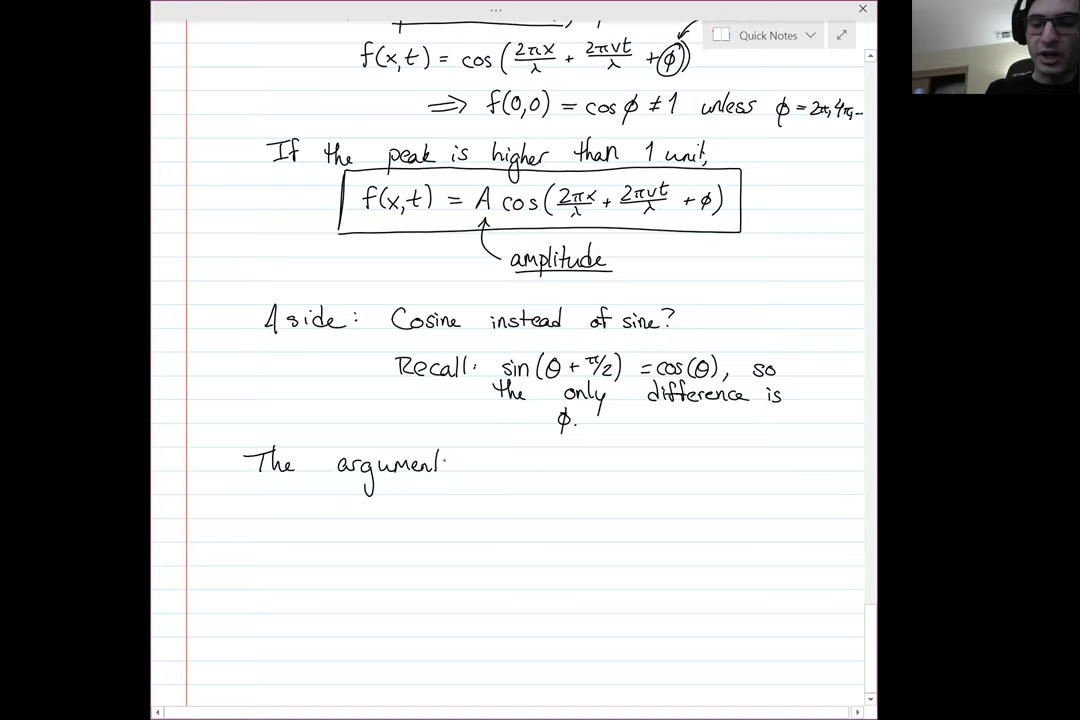 Quick Notes
f(x,t) = cos(2πx/λ + 2πvt/λ + φ)
⇒ f(0,0) = cos φ ≠ 1 unless φ = 2π, 4π, ...
If the peak is higher than 1 unit,
f(x,t) = A cos(2πx/λ + 2πvt/λ + φ)
amplitude
Aside: Cosine instead of sine?
Recall: sin(θ + π/2) = cos(θ), so
the only difference is
φ.
The argument